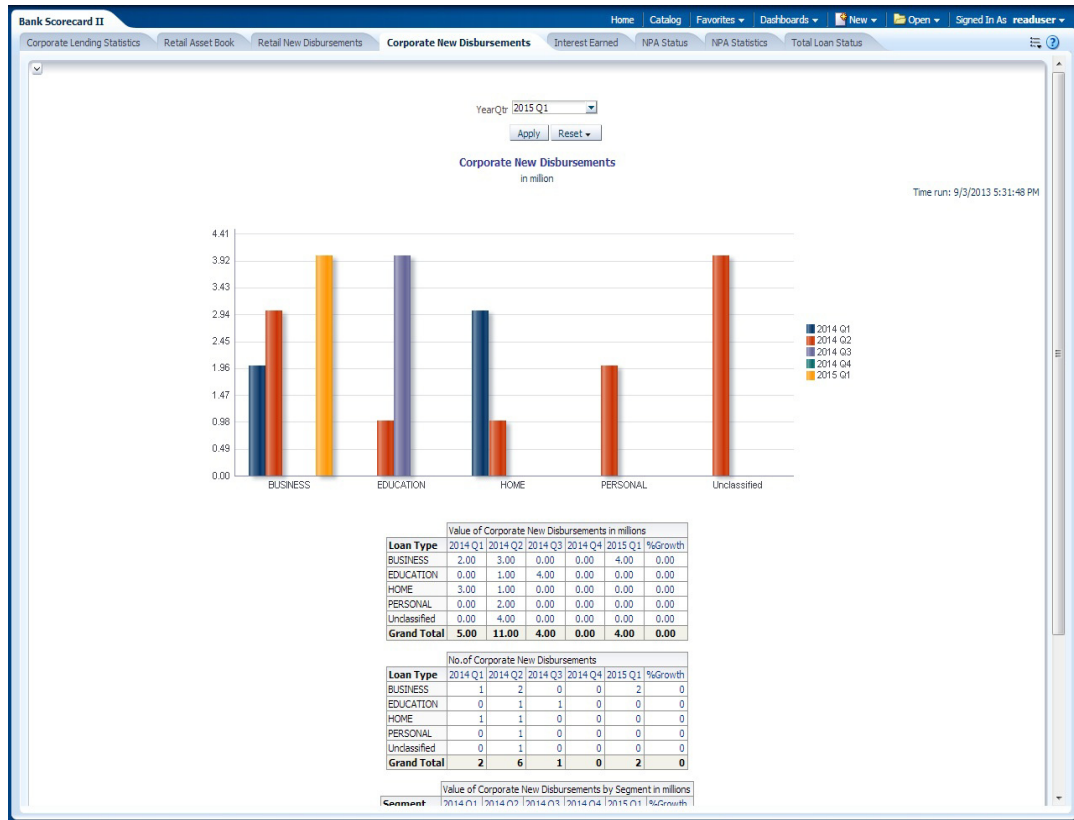 Bank Scorecard II
Home Catalog Favorites Dashboards New Open Signed In As readuser
Corporate Lending Statistics Retail Asset Book Retail New Disbursements Corporate New Disbursements Interest Earned NPA Status NPA Statistics Total Loan Status
YearQtr 2015 Q1
Apply Reset
Corporate New Disbursements
in milion
Time run: 9/3/2013 5:31:48 PM
4.41
3.92
3.43
2.94
2.45
1.96
1.47
0.98
0.49
0.00
BUSINESS EDUCATION HOME PERSONAL Unclassified
2014 Q1
2014 Q2
2014 Q3
2014 Q4
2015 Q1
Value of Corporate New Disbursements in millions
Loan Type 2014 Q1 2014 Q2 2014 Q3 2014 Q4 2015 Q1 %Growth
BUSINESS 2.00 3.00 0.00 0.00 4.00 0.00
EDUCATION 0.00 1.00 4.00 0.00 0.00 0.00
HOME 3.00 1.00 0.00 0.00 0.00 0.00
PERSONAL 0.00 2.00 0.00 0.00 0.00 0.00
Unclassified 0.00 4.00 0.00 0.00 0.00 0.00
Grand Total 5.00 11.00 4.00 0.00 4.00 0.00
No.of Corporate New Disbursements
Loan Type 2014 Q1 2014 Q2 2014 Q3 2014 Q4 2015 Q1 %Growth
BUSINESS 1 2 0 0 2 0
EDUCATION 0 1 1 0 0 0
HOME 1 1 0 0 0 0
PERSONAL 0 1 0 0 0 0
Unclassified 0 1 0 0 0 0
Grand Total 2 6 1 0 2 0
Value of Corporate New Disbursements by Segment in millions
Segment 2014 Q1 2014 Q2 2014 Q3 2014 Q4 2015 Q1 %Growth